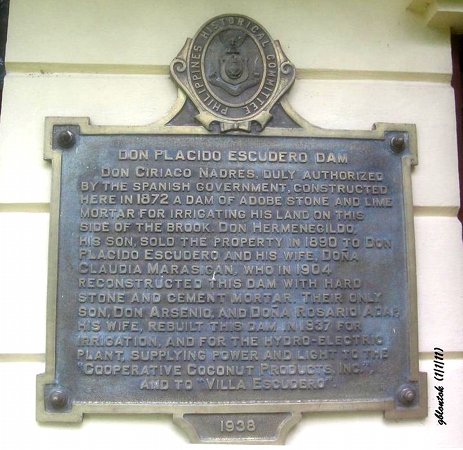 PHILIPPINES HISTORICAL COMMITTEE
DON PLACIDO ESCUDERO DAM
DON CIRIACO NADRES, DULY AUTHORIZED
BY THE SPANISH GOVERNMENT, CONSTRUCTED
HERE IN 1872 A DAM OF ADOBE STONE AND LIME
MORTAR FOR IRRIGATING HIS LAND ON THIS
SIDE OF THE BROOK. DON HERMENEGILDO,
HIS SON, SOLD THE PROPERTY IN 1890 TO DON
PLACIDO ESCUDERO AND HIS WIFE, DOÑA
CLAUDIA MARASIGAN, WHO IN 1904
RECONSTRUCTED THIS DAM WITH HARD
STONE AND CEMENT MORTAR. THEIR ONLY
SON, DON ARSENIO, AND DOÑA ROSARIO ADAP,
HIS WIFE, REBUILT THIS DAM IN 1937 FOR
IRRIGATION, AND FOR THE HYDRO-ELECTRIC
PLANT, SUPPLYING POWER AND LIGHT TO THE
"COOPERATIVE COCONUT PRODUCTS, INC."
AND TO "VILLA ESCUDERO"
1938
gblontok (1/1/11)